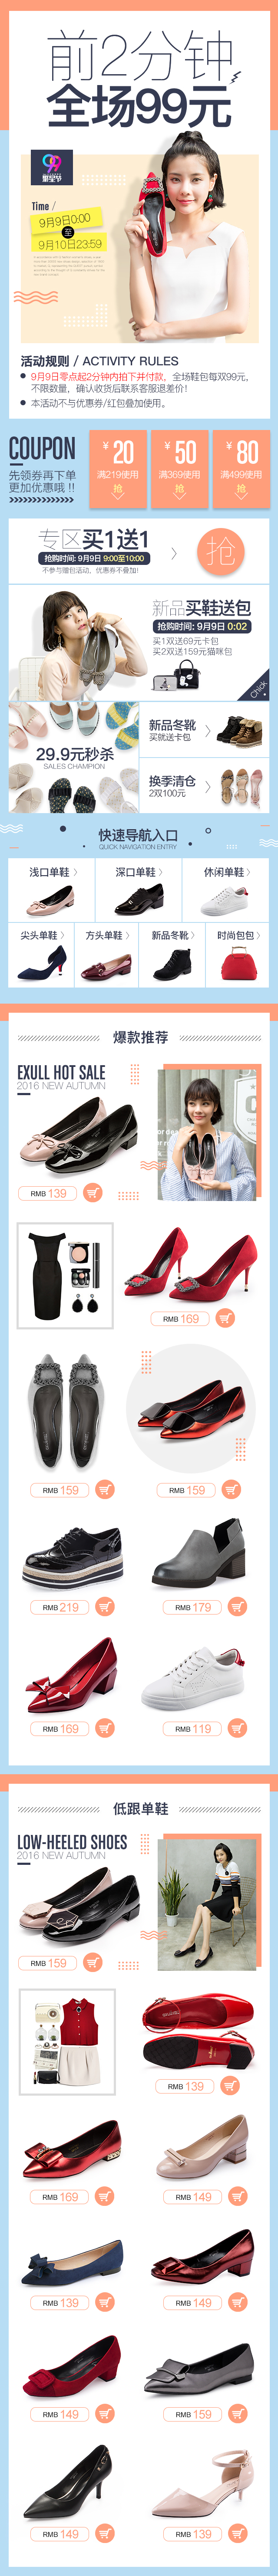 前2分钟
全场99元
99
聚星节
Time /
9月9日0:00
至
9月10日23:59
活动规则 / ACTIVITY RULES
9月9日零点起2分钟内拍下并付款，全场鞋包每双99元，
不限数量，确认收货后联系客服退差价!
本活动不与优惠券/红包叠加使用。
COUPON
先领券再下单
更加优惠哦 !!
¥ 20
满219使用
抢
¥ 50
满369使用
抢
¥ 80
满499使用
抢
专区买1送1
抢购时间: 9月9日 9:00至10:00
不参与赠包活动，优惠券不叠加!
抢
新品买鞋送包
抢购时间: 9月9日 0:02
买1双送69元卡包
买2双送159元猫咪包
Chick
29.9元秒杀
SALES CHAMPION
新品冬靴
买就送卡包
换季清仓
2双100元
快速导航入口
QUICK NAVIGATION ENTRY
浅口单鞋
深口单鞋
休闲单鞋
尖头单鞋
方头单鞋
新品冬靴
时尚包包
爆款推荐
EXULL HOT SALE
2016 NEW AUTUMN
RMB 139
RMB 169
RMB 159
RMB 159
RMB 219
RMB 179
RMB 169
RMB 119
低跟单鞋
LOW-HEELED SHOES
2016 NEW AUTUMN
RMB 159
RMB 139
RMB 169
RMB 149
RMB 139
RMB 149
RMB 149
RMB 159
RMB 149
RMB 139